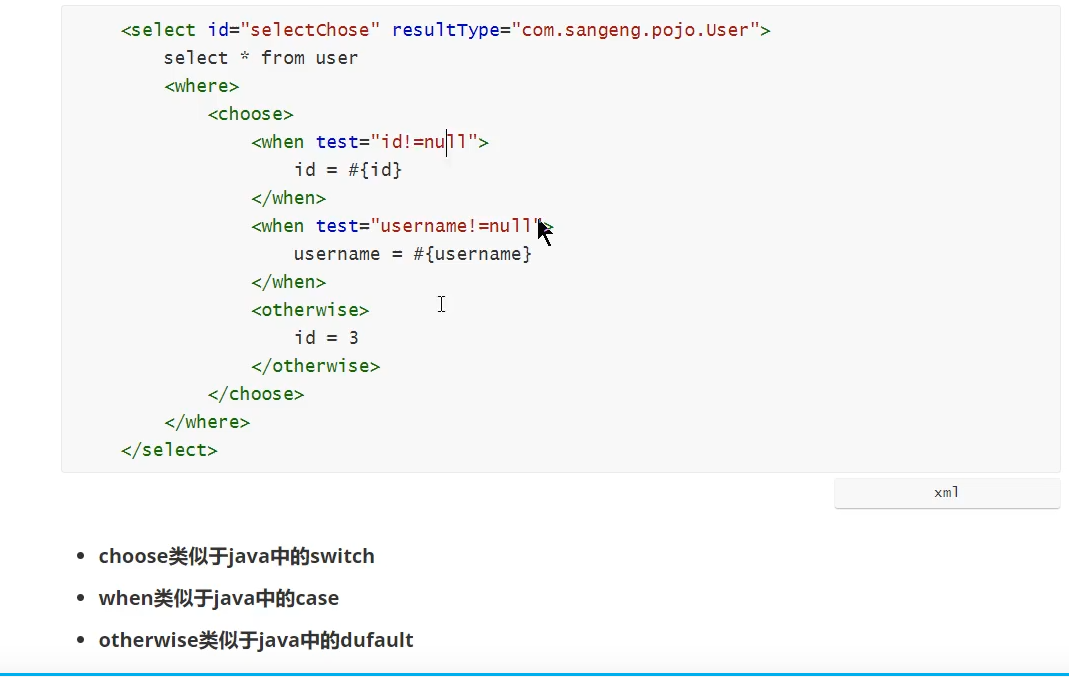 <select id="selectChose" resultType="com.sangeng.pojo.User">
select * from user
<where>
<choose>
<when test="id!=null">
id = #{id}
</when>
<when test="username!=null">
username = #{username}
</when>
<otherwise>
id = 3
</otherwise>
</choose>
</where>
</select>
xml
choose类似于java中的switch
when类似于java中的case
otherwise类似于java中的dufault